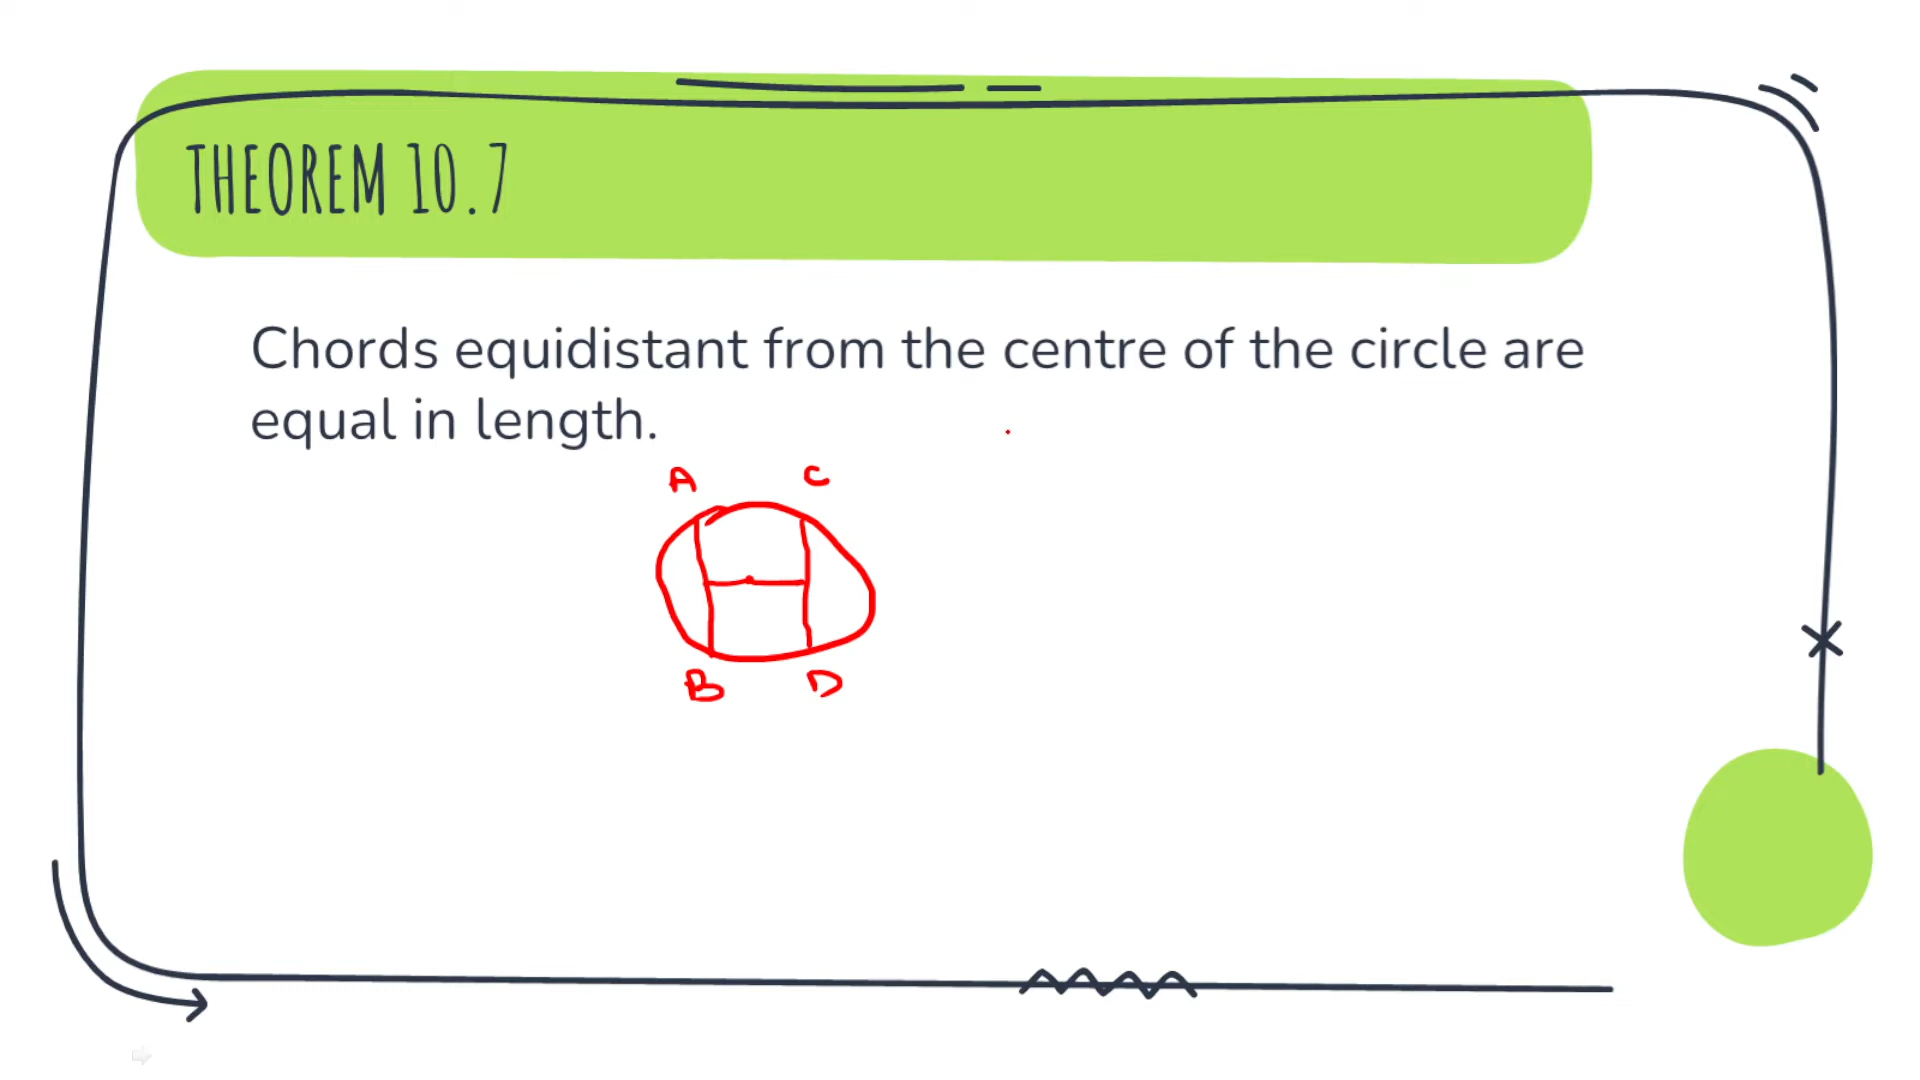 THEOREM 10.7
Chords equidistant from the centre of the circle are
equal in length.
A C
B D